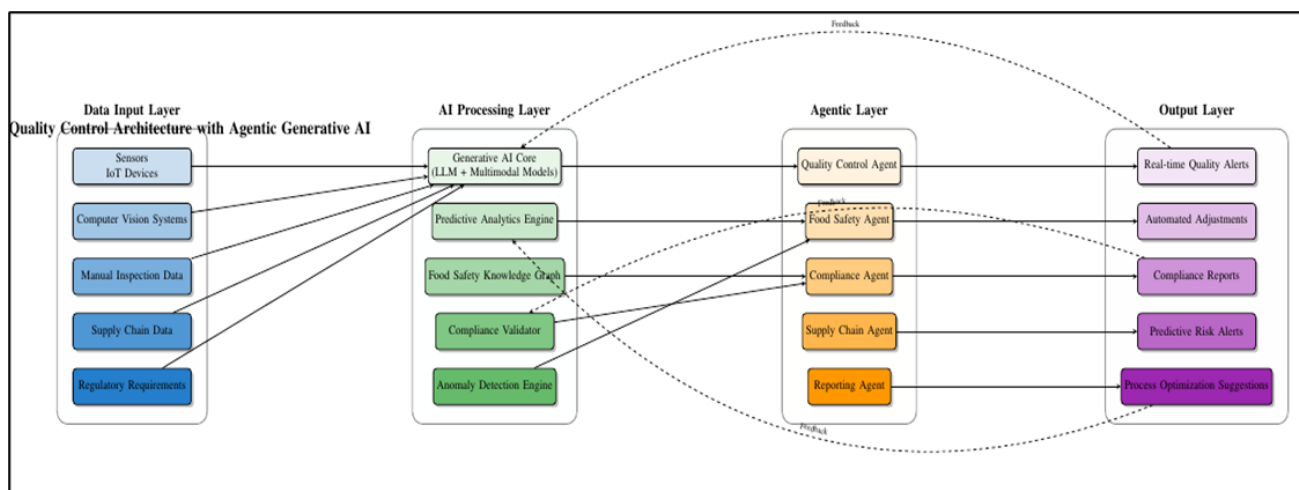 Feedback
Data Input Layer
AI Processing Layer
Agentic Layer
Output Layer
Quality Control Architecture with Agentic Generative AI
Sensors
IoT Devices
Generative AI Core
(LLM + Multimodal Models)
Quality Control Agent
Real-time Quality Alerts
Computer Vision Systems
Predictive Analytics Engine
Feedback
Food Safety Agent
Automated Adjustments
Manual Inspection Data
Food Safety Knowledge Graph
Compliance Agent
Compliance Reports
Supply Chain Data
Compliance Validator
Supply Chain Agent
Predictive Risk Alerts
Regulatory Requirements
Anomaly Detection Engine
Reporting Agent
Process Optimization Suggestions
Feedback